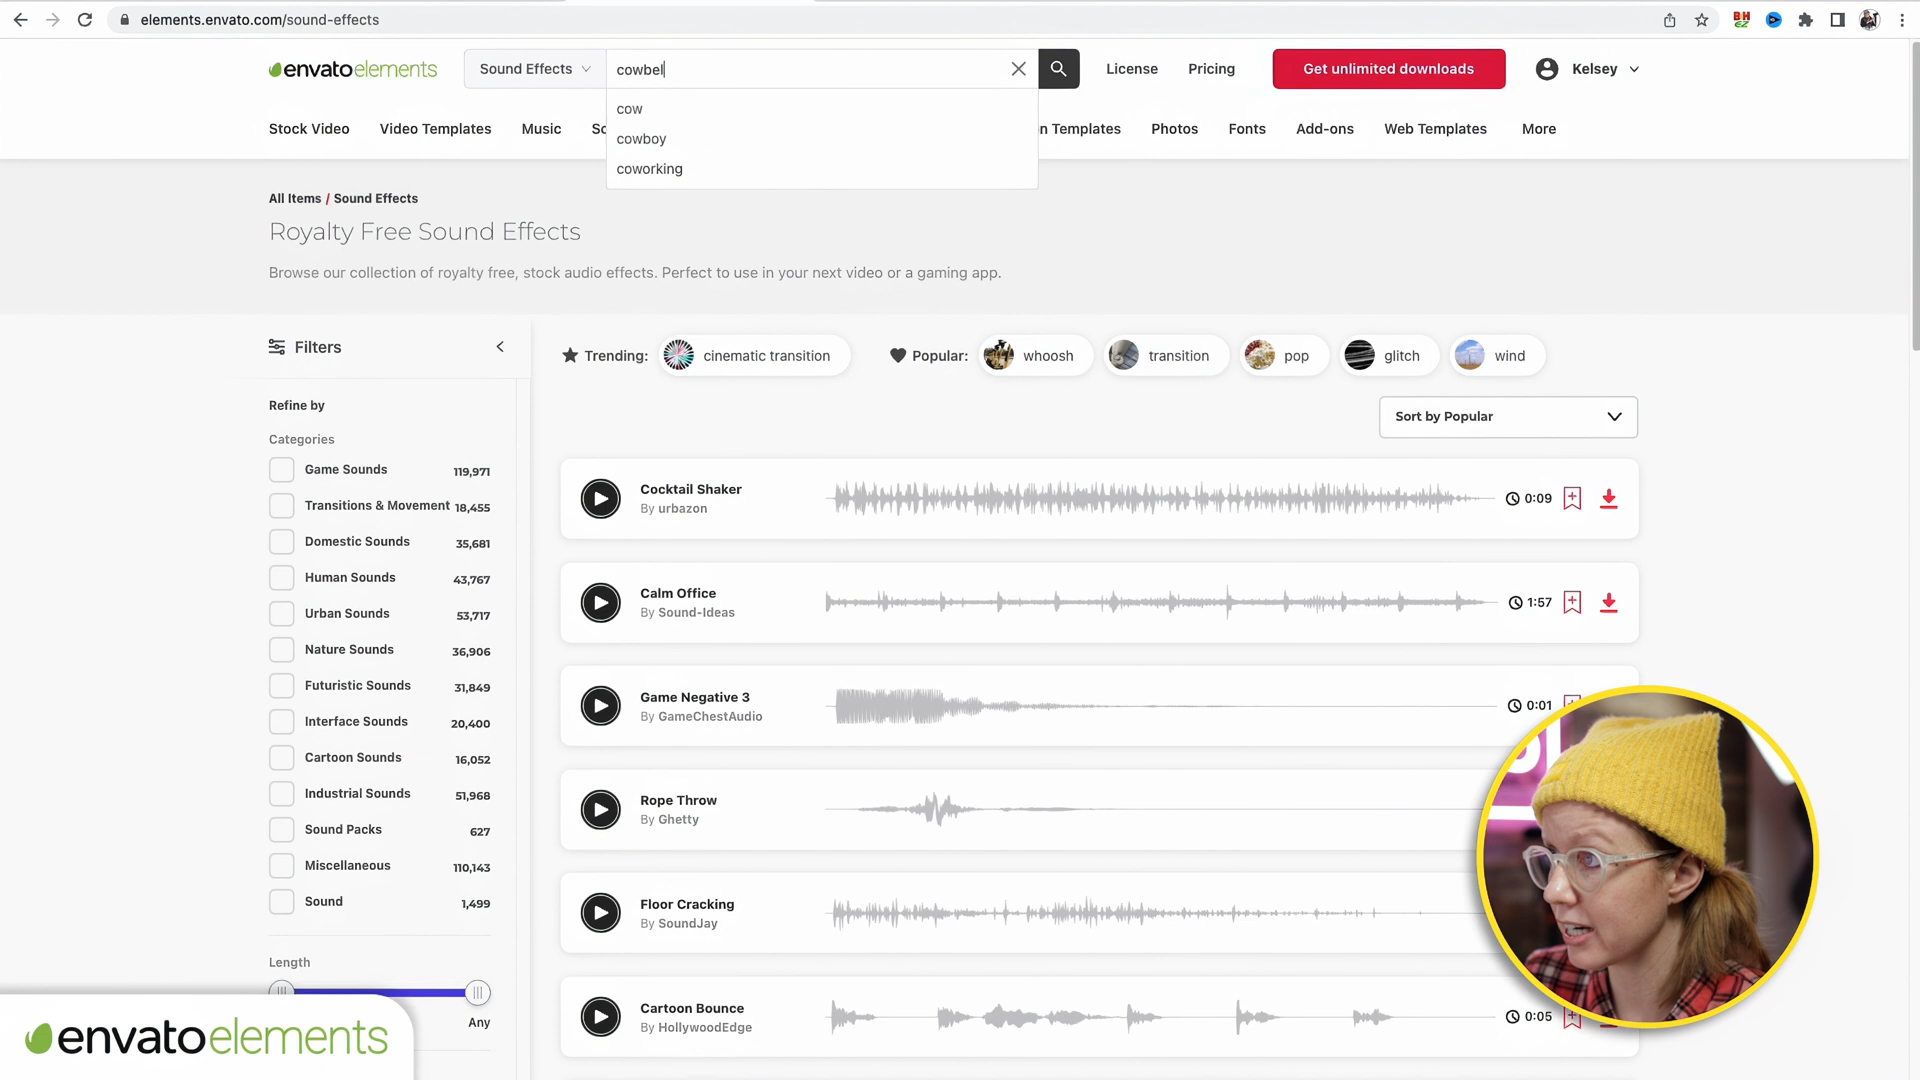 elements.envato.com/sound-effects
envatoelements
Sound Effects
cowbel
License
Pricing
Get unlimited downloads
Kelsey
cow
cowboy
coworking
Stock Video
Video Templates
Music
So
n Templates
Photos
Fonts
Add-ons
Web Templates
More
All Items / Sound Effects
Royalty Free Sound Effects
Browse our collection of royalty free, stock audio effects. Perfect to use in your next video or a gaming app.
Filters
Trending:
cinematic transition
Popular:
whoosh
transition
pop
glitch
wind
Refine by
Sort by Popular
Categories
Game Sounds 119,971
Transitions & Movement 18,455
Domestic Sounds 35,681
Human Sounds 43,767
Urban Sounds 53,717
Nature Sounds 36,906
Futuristic Sounds 31,849
Interface Sounds 20,400
Cartoon Sounds 16,052
Industrial Sounds 51,968
Sound Packs 627
Miscellaneous 110,143
Sound 1,499
Length
Any
Cocktail Shaker
By urbazon
0:09
Calm Office
By Sound-Ideas
1:57
Game Negative 3
By GameChestAudio
0:01
Rope Throw
By Ghetty
Floor Cracking
By SoundJay
Cartoon Bounce
By HollywoodEdge
0:05
envatoelements